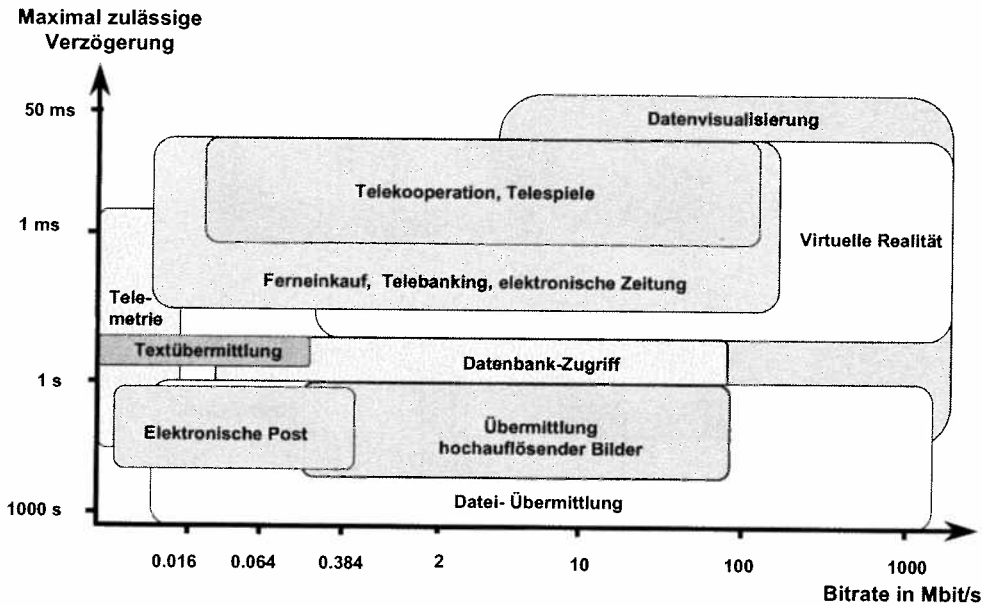 Maximal zulässige
Verzögerung
50 ms
Datenvisualisierung
Telekooperation, Telespiele
1 ms
Virtuelle Realität
Ferneinkauf, Telebanking, elektronische Zeitung
Tele-
metrie
Textübermittlung
Datenbank-Zugriff
1 s
Elektronische Post
Übermittlung
hochauflösender Bilder
Datei- Übermittlung
1000 s
0.016 0.064 0.384 2 10 100 1000
Bitrate in Mbit/s